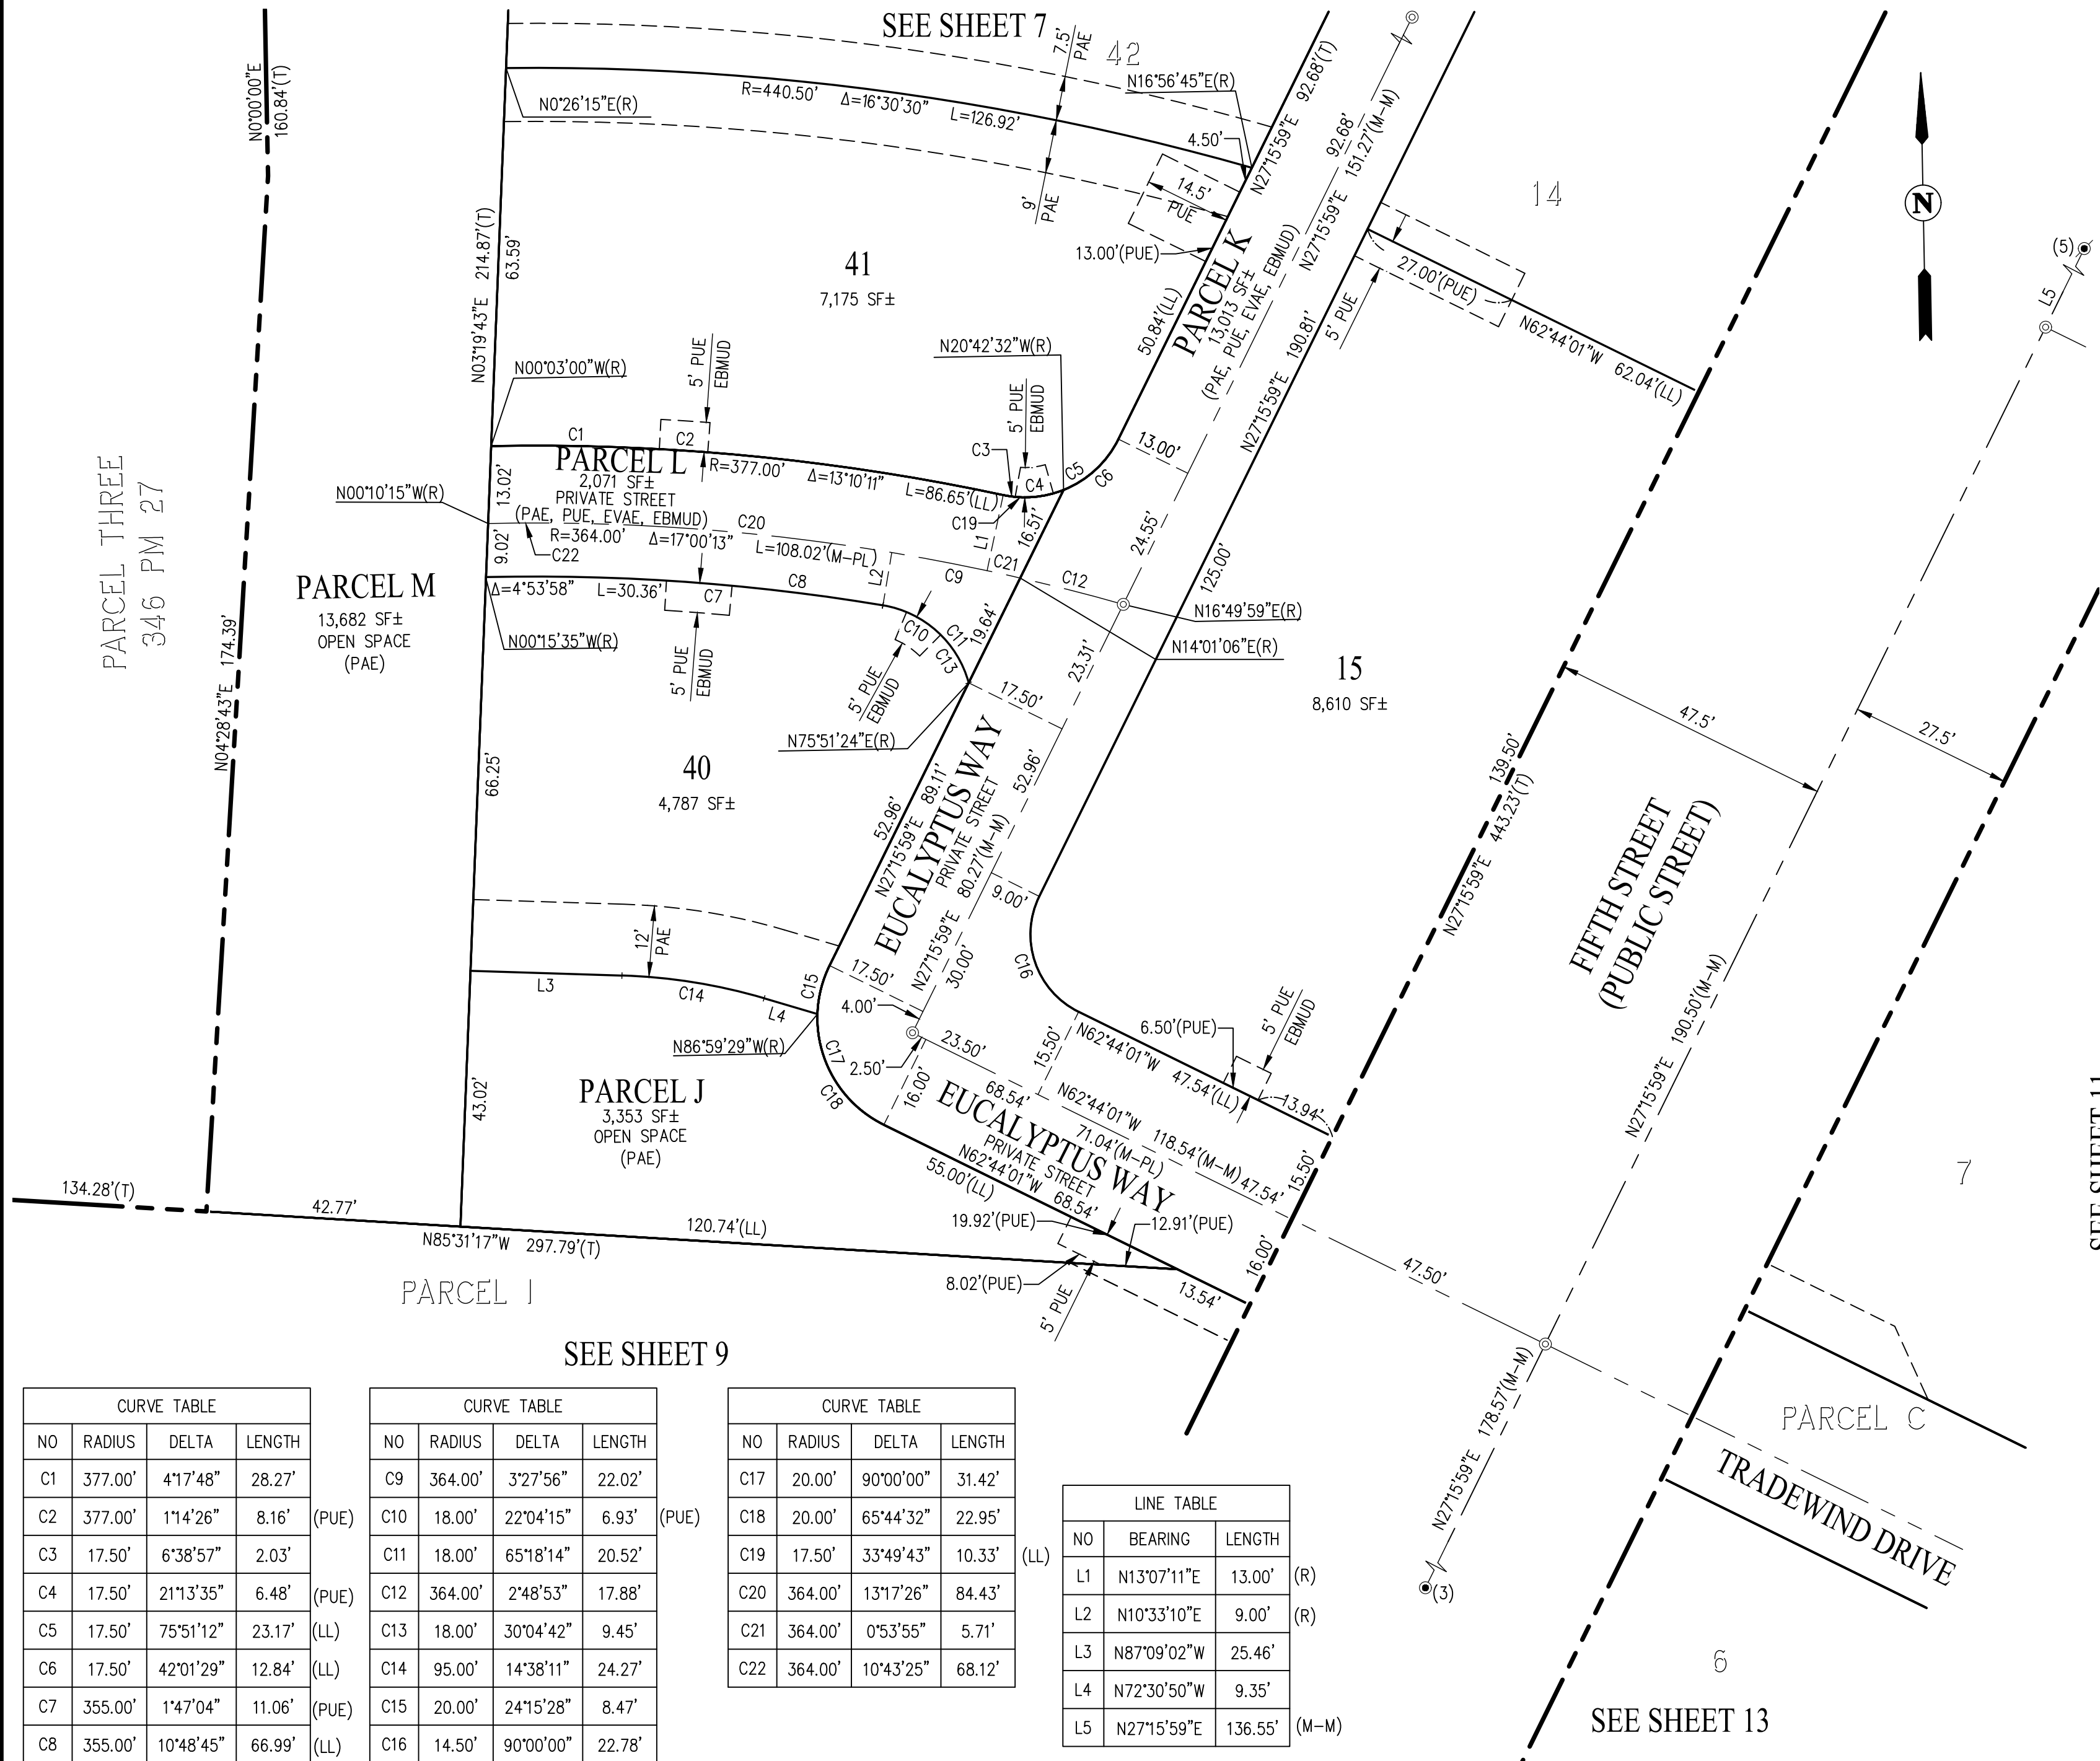 SEE SHEET 7
N0°00'00"E
160.84'(T)
7.5'
PAE
42
N16°56'45"E(R)
92.68'(T)
N27°15'59"E
92.68'
N27°15'59"E 151.27'(M-M)
N0°26'15"E(R)
R=440.50' Δ=16°30'30" L=126.92'
4.50'
9'
PAE
14.5'
PUE
13.00'(PUE)
14
N
(5)
L5
N03°19'43"E 214.87'(T)
63.59'
41
7,175 SF±
PARCEL K
13,013 SF±
(PAE, PUE, EVAE, EBMUD)
50.84'(LL)
27.00'(PUE)
5' PUE
N62°44'01"W 62.04'(LL)
N27°15'59"E 190.81'
N00°03'00"W(R)
5' PUE
EBMUD
N20°42'32"W(R)
5' PUE
EBMUD
C1
C2
C3
C4
C5
C6
13.00'
PARCEL THREE
346 PM 27
N00°10'15"W(R)
13.02'
PARCEL L
2,071 SF±
PRIVATE STREET
(PAE, PUE, EVAE, EBMUD)
R=377.00' Δ=13°10'11" L=86.65'(LL)
C19
16.51'
24.55'
125.00'
C20
R=364.00' Δ=17°00'13" L=108.02'(M-PL)
C22
9.02'
L1
L2
C9
C21
C12
N16°49'59"E(R)
N14°01'06"E(R)
PARCEL M
13,682 SF±
OPEN SPACE
(PAE)
Δ=4°53'58" L=30.36'
C7
C8
N00°15'35"W(R)
5' PUE
EBMUD
C10
C11
C13
19.64'
5' PUE
EBMUD
23.31'
17.50'
N75°51'24"E(R)
15
8,610 SF±
47.5'
27.5'
N04°28'43"E 174.39'
66.25'
40
4,787 SF±
52.96'
N27°15'59"E 89.11'
EUCALYPTUS WAY
PRIVATE STREET
52.96'
N27°15'59"E 80.27'(M-M)
30.00'
9.00'
139.50'
N27°15'59"E 443.23'(T)
FIFTH STREET
(PUBLIC STREET)
N27°15'59"E 190.50'(M-M)
12'
PAE
L3
C14
L4
C15
17.50'
4.00'
C16
N86°59'29"W(R)
C17
2.50'
23.50'
15.50'
6.50'(PUE)
5' PUE
EBMUD
N62°44'01"W 47.54'(LL)
13.94'
43.02'
PARCEL J
3,353 SF±
OPEN SPACE
(PAE)
C18
16.00'
68.54'
N62°44'01"W 118.54'(M-M)
71.04'(M-PL)
47.54'
15.50'
EUCALYPTUS WAY
PRIVATE STREET
N62°44'01"W 68.54'
55.00'(LL)
SEE SHEET 11
7
134.28'(T)
42.77'
120.74'(LL)
N85°31'17"W 297.79'(T)
19.92'(PUE)
12.91'(PUE)
8.02'(PUE)
5' PUE
13.54'
16.00'
47.50'
PARCEL I
SEE SHEET 9
N27°15'59"E 178.57'(M-M)
(3)
PARCEL C
TRADEWIND DRIVE
6
SEE SHEET 13
CURVE TABLE
NO RADIUS DELTA LENGTH
C1 377.00' 4°17'48" 28.27'
C2 377.00' 1°14'26" 8.16' (PUE)
C3 17.50' 6°38'57" 2.03'
C4 17.50' 21°13'35" 6.48' (PUE)
C5 17.50' 75°51'12" 23.17' (LL)
C6 17.50' 42°01'29" 12.84' (LL)
C7 355.00' 1°47'04" 11.06' (PUE)
C8 355.00' 10°48'45" 66.99' (LL)
CURVE TABLE
NO RADIUS DELTA LENGTH
C9 364.00' 3°27'56" 22.02'
C10 18.00' 22°04'15" 6.93' (PUE)
C11 18.00' 65°18'14" 20.52'
C12 364.00' 2°48'53" 17.88'
C13 18.00' 30°04'42" 9.45'
C14 95.00' 14°38'11" 24.27'
C15 20.00' 24°15'28" 8.47'
C16 14.50' 90°00'00" 22.78'
CURVE TABLE
NO RADIUS DELTA LENGTH
C17 20.00' 90°00'00" 31.42'
C18 20.00' 65°44'32" 22.95'
C19 17.50' 33°49'43" 10.33' (LL)
C20 364.00' 13°17'26" 84.43'
C21 364.00' 0°53'55" 5.71'
C22 364.00' 10°43'25" 68.12'
LINE TABLE
NO BEARING LENGTH
L1 N13°07'11"E 13.00' (R)
L2 N10°33'10"E 9.00' (R)
L3 N87°09'02"W 25.46'
L4 N72°30'50"W 9.35'
L5 N27°15'59"E 136.55' (M-M)